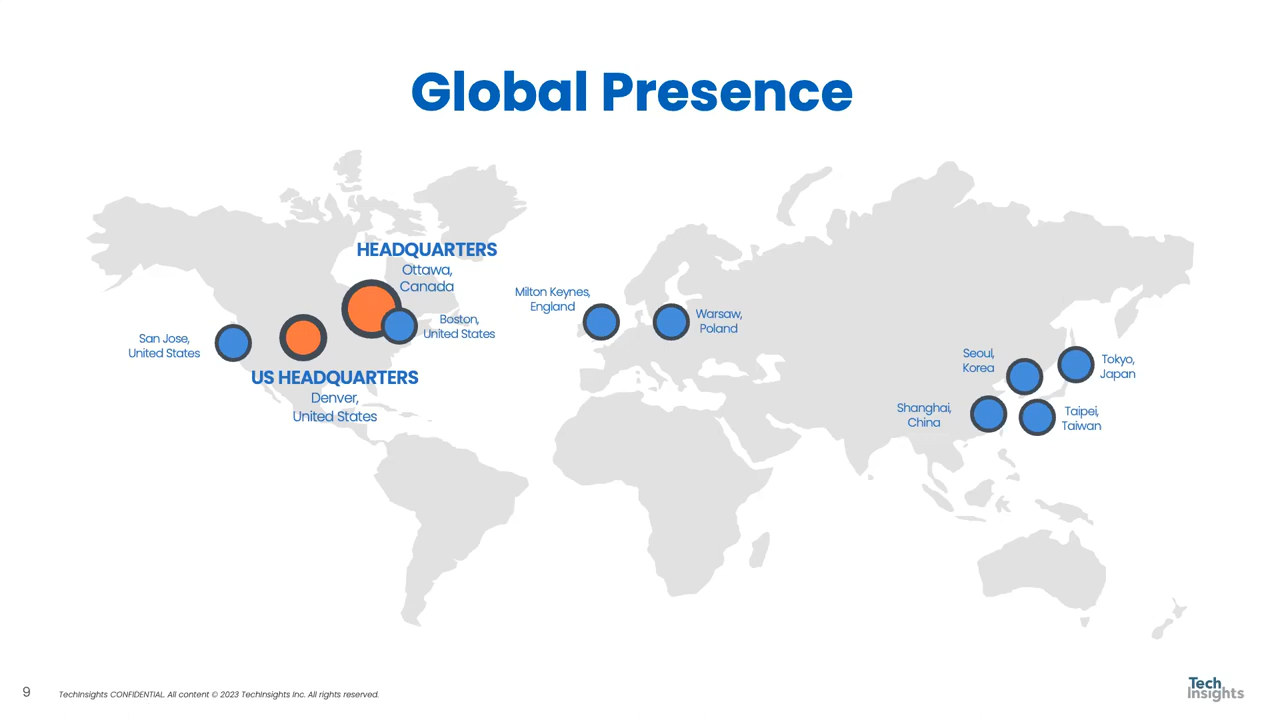 Global Presence
HEADQUARTERS
Ottawa,
Canada
Boston,
United States
San Jose,
United States
US HEADQUARTERS
Denver,
United States
Milton Keynes,
England
Warsaw,
Poland
Seoul,
Korea
Tokyo,
Japan
Shanghai,
China
Taipei,
Taiwan
9
TechInsights CONFIDENTIAL. All content © 2023 TechInsights Inc. All rights reserved.
Tech
Insights